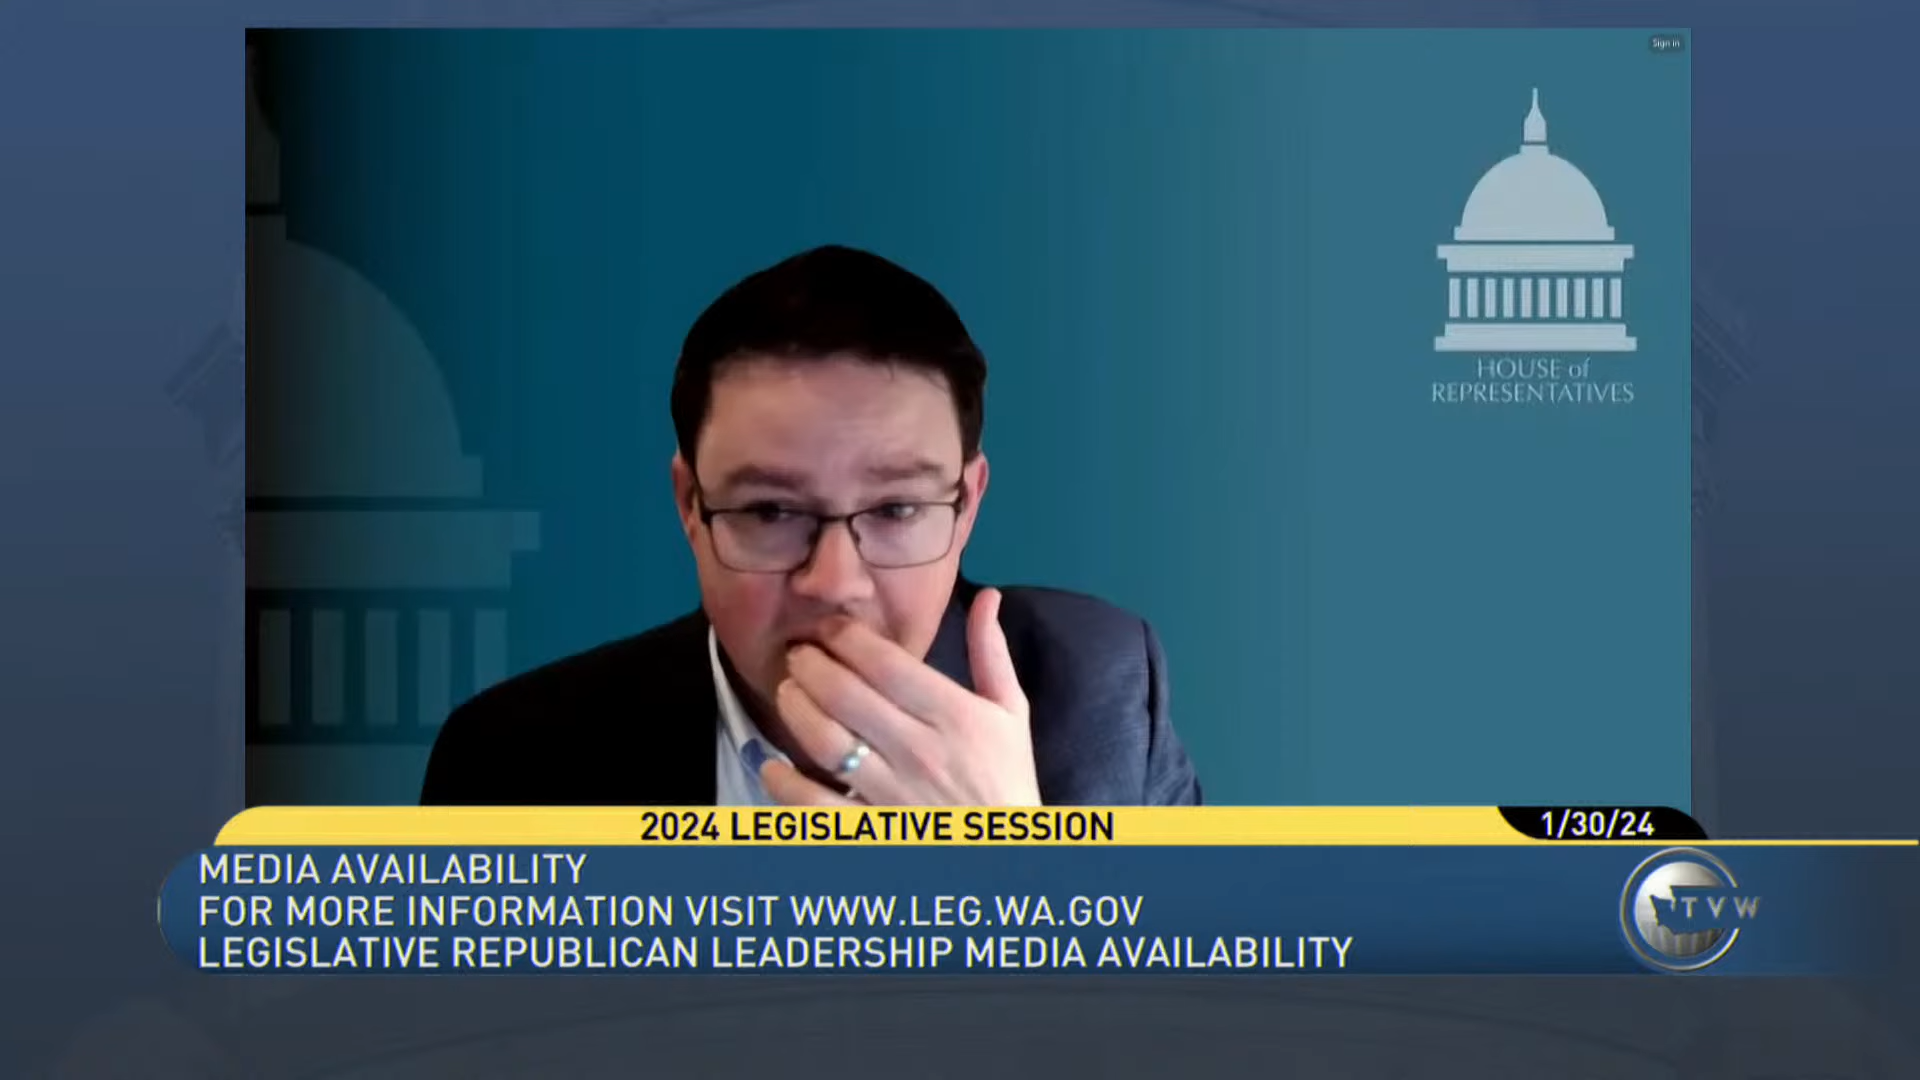 Sign in
HOUSE of
REPRESENTATIVES
2024 LEGISLATIVE SESSION
1/30/24
MEDIA AVAILABILITY
FOR MORE INFORMATION VISIT WWW.LEG.WA.GOV
LEGISLATIVE REPUBLICAN LEADERSHIP MEDIA AVAILABILITY
TVW